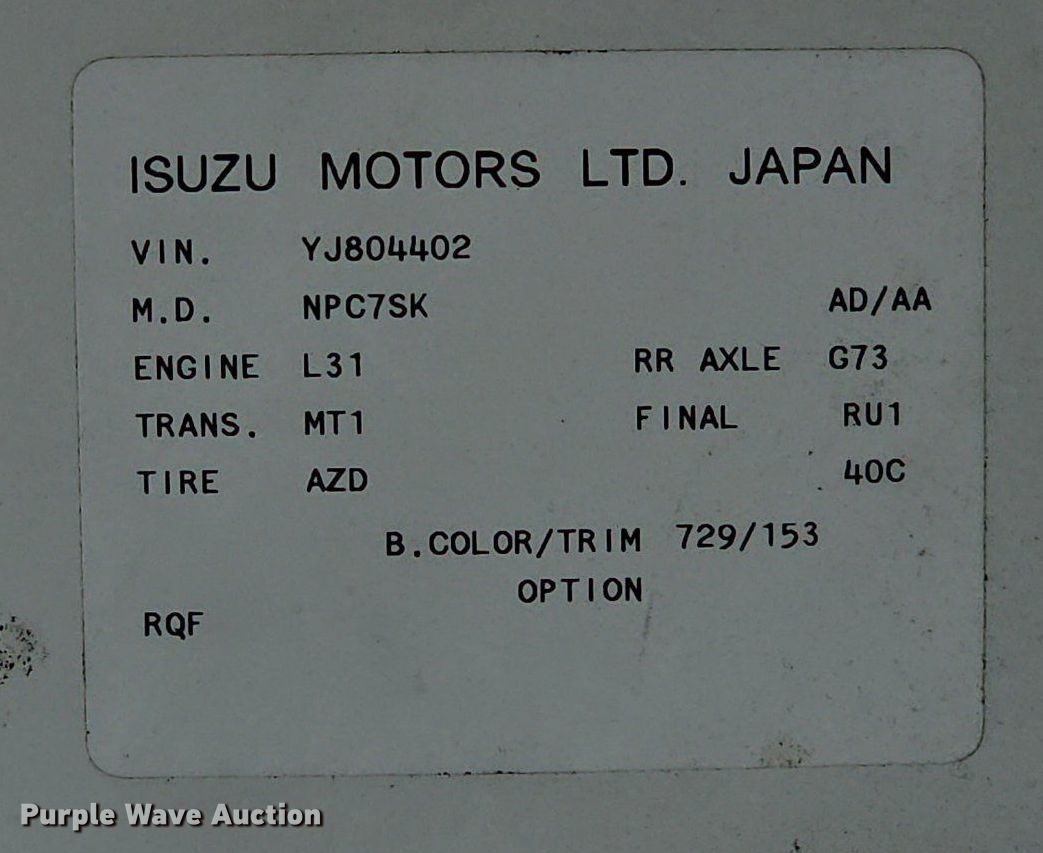 ISUZU MOTORS LTD. JAPAN
VIN. YJ804402
M.D. NPC7SK AD/AA
ENGINE L31 RR AXLE G73
TRANS. MT1 FINAL RU1
TIRE AZD 40C
B.COLOR/TRIM 729/153
OPTION
RQF
Purple Wave Auction